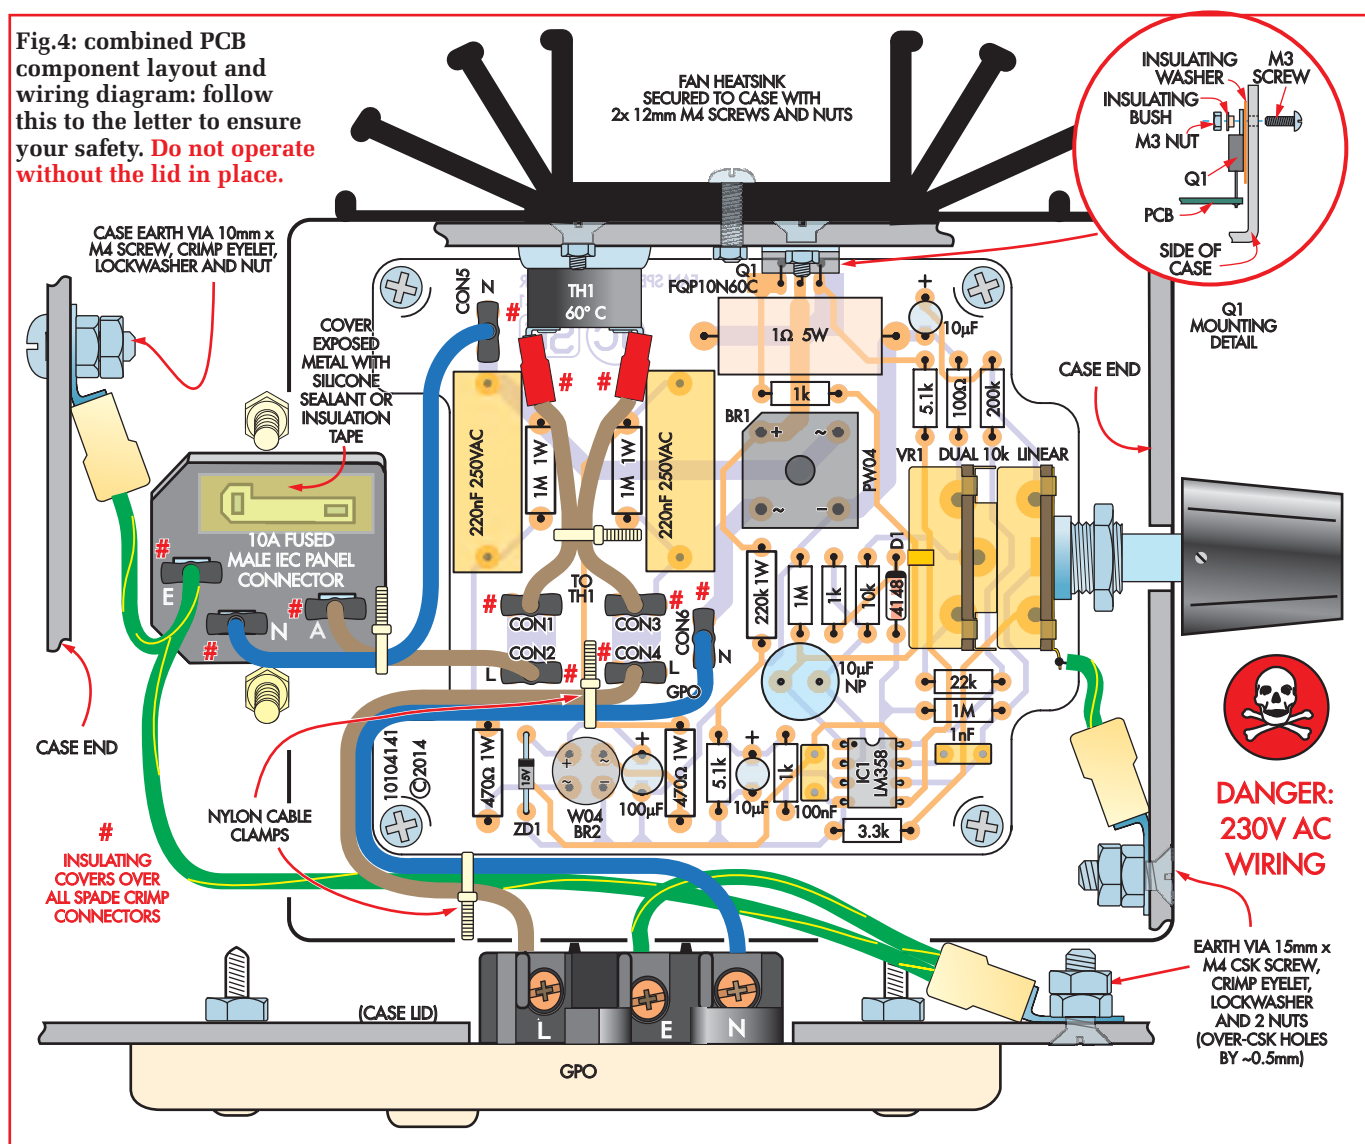 Fig.4: combined PCB
component layout and
wiring diagram: follow
this to the letter to ensure
your safety. Do not operate
without the lid in place.
FAN HEATSINK
SECURED TO CASE WITH
2x 12mm M4 SCREWS AND NUTS
INSULATING
WASHER
M3
SCREW
INSULATING
BUSH
M3 NUT
Q1
PCB
SIDE OF
CASE
Q1
MOUNTING
DETAIL
CASE EARTH VIA 10mm x
M4 SCREW, CRIMP EYELET,
LOCKWASHER AND NUT
COVER
EXPOSED
METAL WITH
SILICONE
SEALANT OR
INSULATION
TAPE
CON5
N
#
TH1
60° C
#
#
Q1
FQP10N60C
+
10µF
1Ω 5W
CASE END
1k
5.1k
100Ω
200k
BR1
+
~
~
–
PW04
VR1 DUAL 10k LINEAR
220nF 250VAC
1M 1W
1M 1W
220nF 250VAC
10A FUSED
MALE IEC PANEL
CONNECTOR
#
E
#
N
#
A
TO
TH1
#
CON1
CON3
#
#
CON6
N
CON2
L
#
#
CON4
L
GPO
220k 1W
1M
1k
10k
D1
4148
10µF
NP
22k
1M
1nF
CASE END
10104141
©2014
470Ω 1W
15V
ZD1
+
~
~
–
W04
BR2
+
100µF
470Ω 1W
5.1k
+
10µF
1k
100nF
IC1
LM358
3.3k
NYLON CABLE
CLAMPS
#
INSULATING
COVERS OVER
ALL SPADE CRIMP
CONNECTORS
DANGER:
230V AC
WIRING
EARTH VIA 15mm x
M4 CSK SCREW,
CRIMP EYELET,
LOCKWASHER
AND 2 NUTS
(OVER-CSK HOLES
BY ~0.5mm)
(CASE LID)
L
E
N
GPO